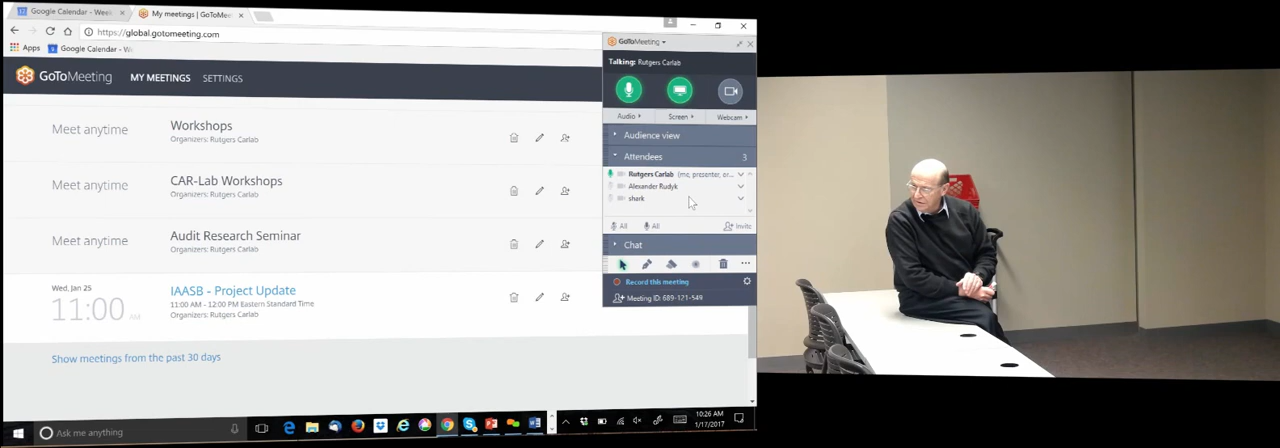 Google Calendar - Week
My meetings | GoToMeet
https://global.gotomeeting.com
Apps
Google Calendar - W
GoToMeeting
MY MEETINGS
SETTINGS
Meet anytime
Workshops
Organizers: Rutgers Carlab
Meet anytime
CAR-Lab Workshops
Organizers: Rutgers Carlab
Meet anytime
Audit Research Seminar
Organizers: Rutgers Carlab
Wed, Jan 25
11:00 AM
IAASB - Project Update
11:00 AM - 12:00 PM Eastern Standard Time
Organizers: Rutgers Carlab
Show meetings from the past 30 days
GoToMeeting
Talking: Rutgers Carlab
Audio
Screen
Webcam
Audience view
Attendees
3
Rutgers Carlab (me, presenter, or...
Alexander Rudyk
shark
All
All
Invite
Chat
Record this meeting
Meeting ID: 689-121-549
Ask me anything
10:26 AM
1/17/2017